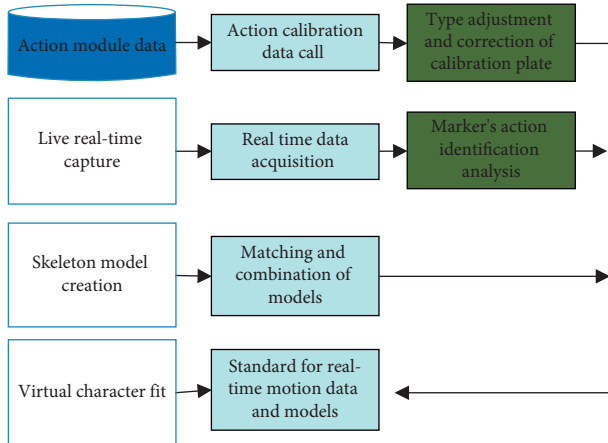 Action module data
Action calibration
data call
Type adjustment
and correction of
calibration plate
Live real-time
capture
Real time data
acquisition
Marker's action
identification
analysis
Skeleton model
creation
Matching and
combination of
models
Virtual character fit
Standard for real-
time motion data
and models